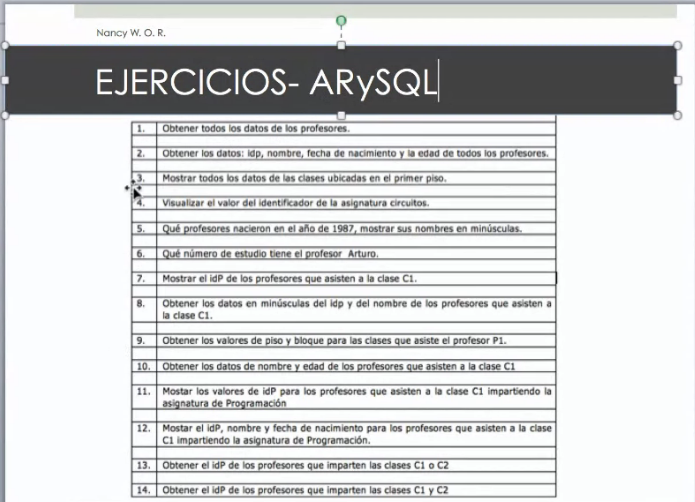 Nancy W. O. R.
EJERCICIOS- ARySQL
1. Obtener todos los datos de los profesores.
2. Obtener los datos: idp, nombre, fecha de nacimiento y la edad de todos los profesores.
3. Mostrar todos los datos de las clases ubicadas en el primer piso.
4. Visualizar el valor del identificador de la asignatura circuitos.
5. Qué profesores nacieron en el año de 1987, mostrar sus nombres en minúsculas.
6. Qué número de estudio tiene el profesor Arturo.
7. Mostrar el idP de los profesores que asisten a la clase C1.
8. Obtener los datos en minúsculas del idp y del nombre de los profesores que asisten a
la clase C1.
9. Obtener los valores de piso y bloque para las clases que asiste el profesor P1.
10. Obtener los datos de nombre y edad de los profesores que asisten a la clase C1
11. Mostar los valores de idP para los profesores que asisten a la clase C1 impartiendo la
asignatura de Programación
12. Mostar el idP, nombre y fecha de nacimiento para los profesores que asisten a la clase
C1 impartiendo la asignatura de Programación.
13. Obtener el idP de los profesores que imparten las clases C1 o C2
14. Obtener el idP de los profesores que imparten las clases C1 y C2